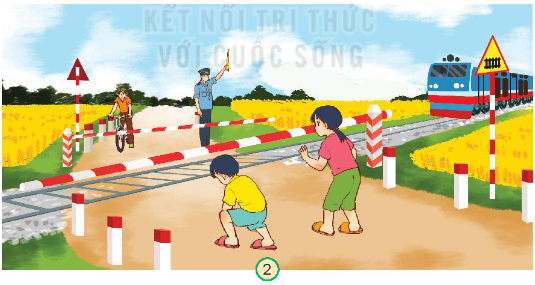 KẾT NỐI TRI THỨC
VỚI CUỘC SỐNG
2